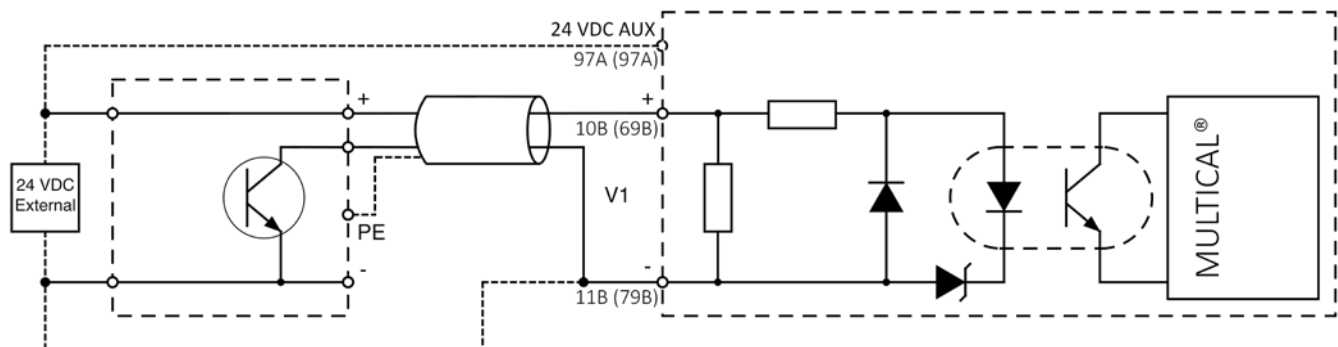 24 VDC AUX
97A (97A)
+
+
10B (69B)
24 VDC
External
V1
PE
-
-
11B (79B)
MULTICAL®